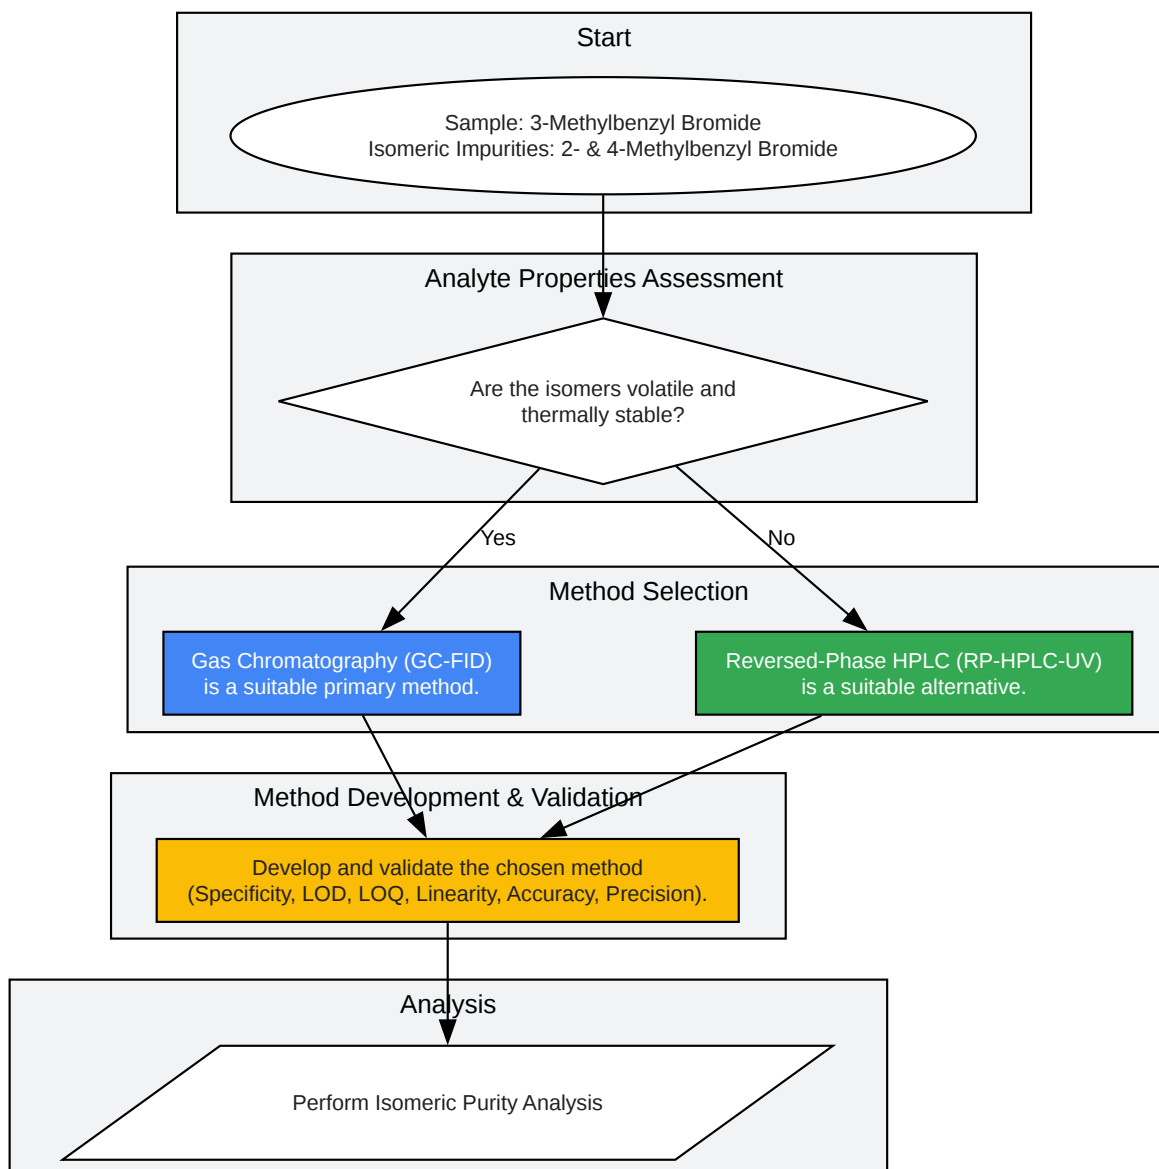 Start
Sample: 3-Methylbenzyl Bromide
Isomeric Impurities: 2- & 4-Methylbenzyl Bromide
Analyte Properties Assessment
Are the isomers volatile and
thermally stable?
Yes
No
Method Selection
Gas Chromatography (GC-FID)
is a suitable primary method.
Reversed-Phase HPLC (RP-HPLC-UV)
is a suitable alternative.
Method Development & Validation
Develop and validate the chosen method
(Specificity, LOD, LOQ, Linearity, Accuracy, Precision).
Analysis
Perform Isomeric Purity Analysis